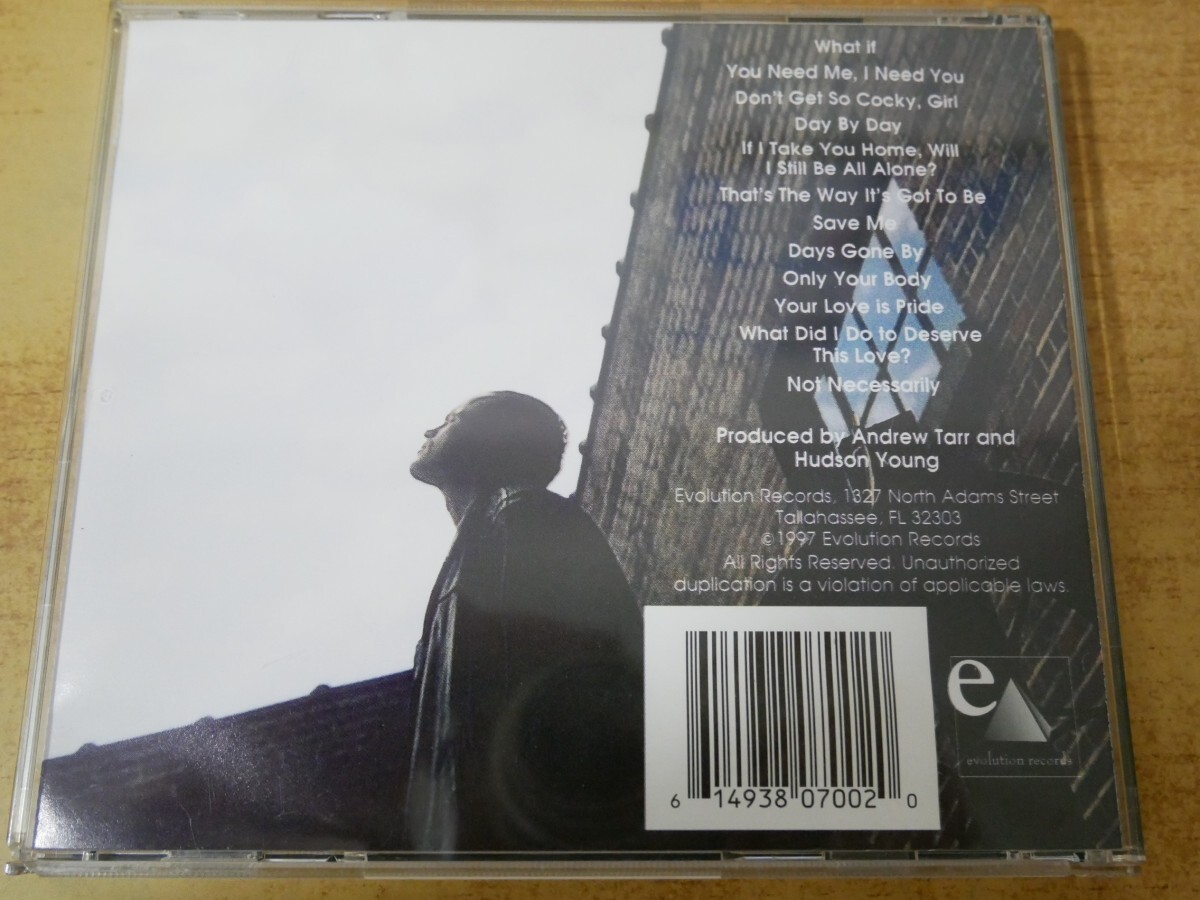 What if
You Need Me, I Need You
Don't Get So Cocky, Girl
Day By Day
If I Take You Home, Will
I Still Be All Alone?
That's The Way It's Got To Be
Save Me
Days Gone By
Only Your Body
Your Love is Pride
What Did I Do to Deserve
This Love?
Not Necessarily
Produced by Andrew Tarr and
Hudson Young
Evolution Records, 1327 North Adams Street
Tallahassee, FL 32303
©1997 Evolution Records
All Rights Reserved. Unauthorized
duplication is a violation of applicable laws.
6 14938 07002 0
e
evolution records